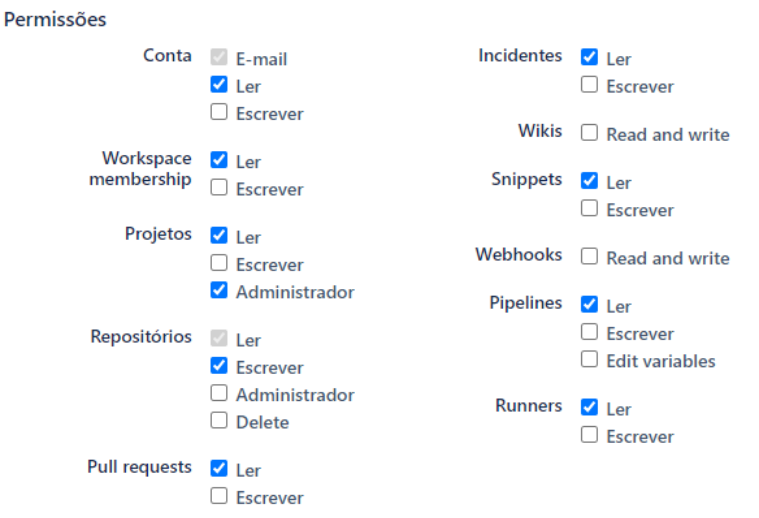 Permissões
Conta
E-mail
Ler
Escrever
Workspace
membership
Ler
Escrever
Projetos
Ler
Escrever
Administrador
Repositórios
Ler
Escrever
Administrador
Delete
Pull requests
Ler
Escrever
Incidentes
Ler
Escrever
Wikis
Read and write
Snippets
Ler
Escrever
Webhooks
Read and write
Pipelines
Ler
Escrever
Edit variables
Runners
Ler
Escrever